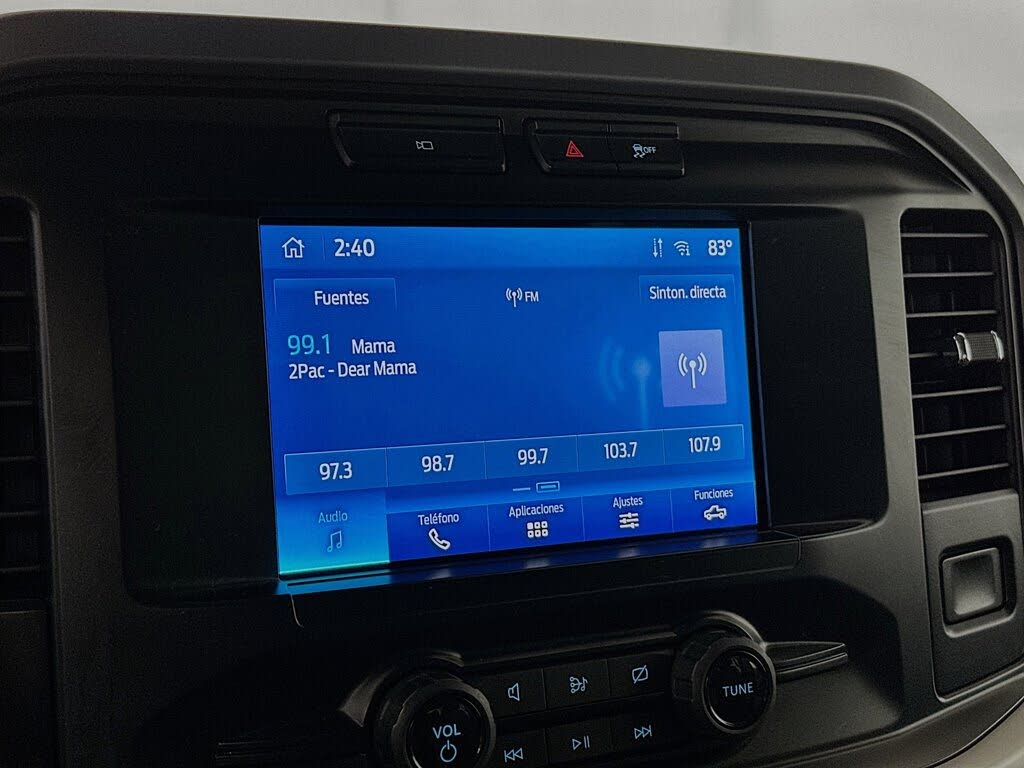 OFF
2:40
83°
Fuentes
FM
Sinton. directa
99.1 Mama
2Pac - Dear Mama
97.3 98.7 99.7 103.7 107.9
Audio Teléfono Aplicaciones Ajustes Funciones
VOL
TUNE